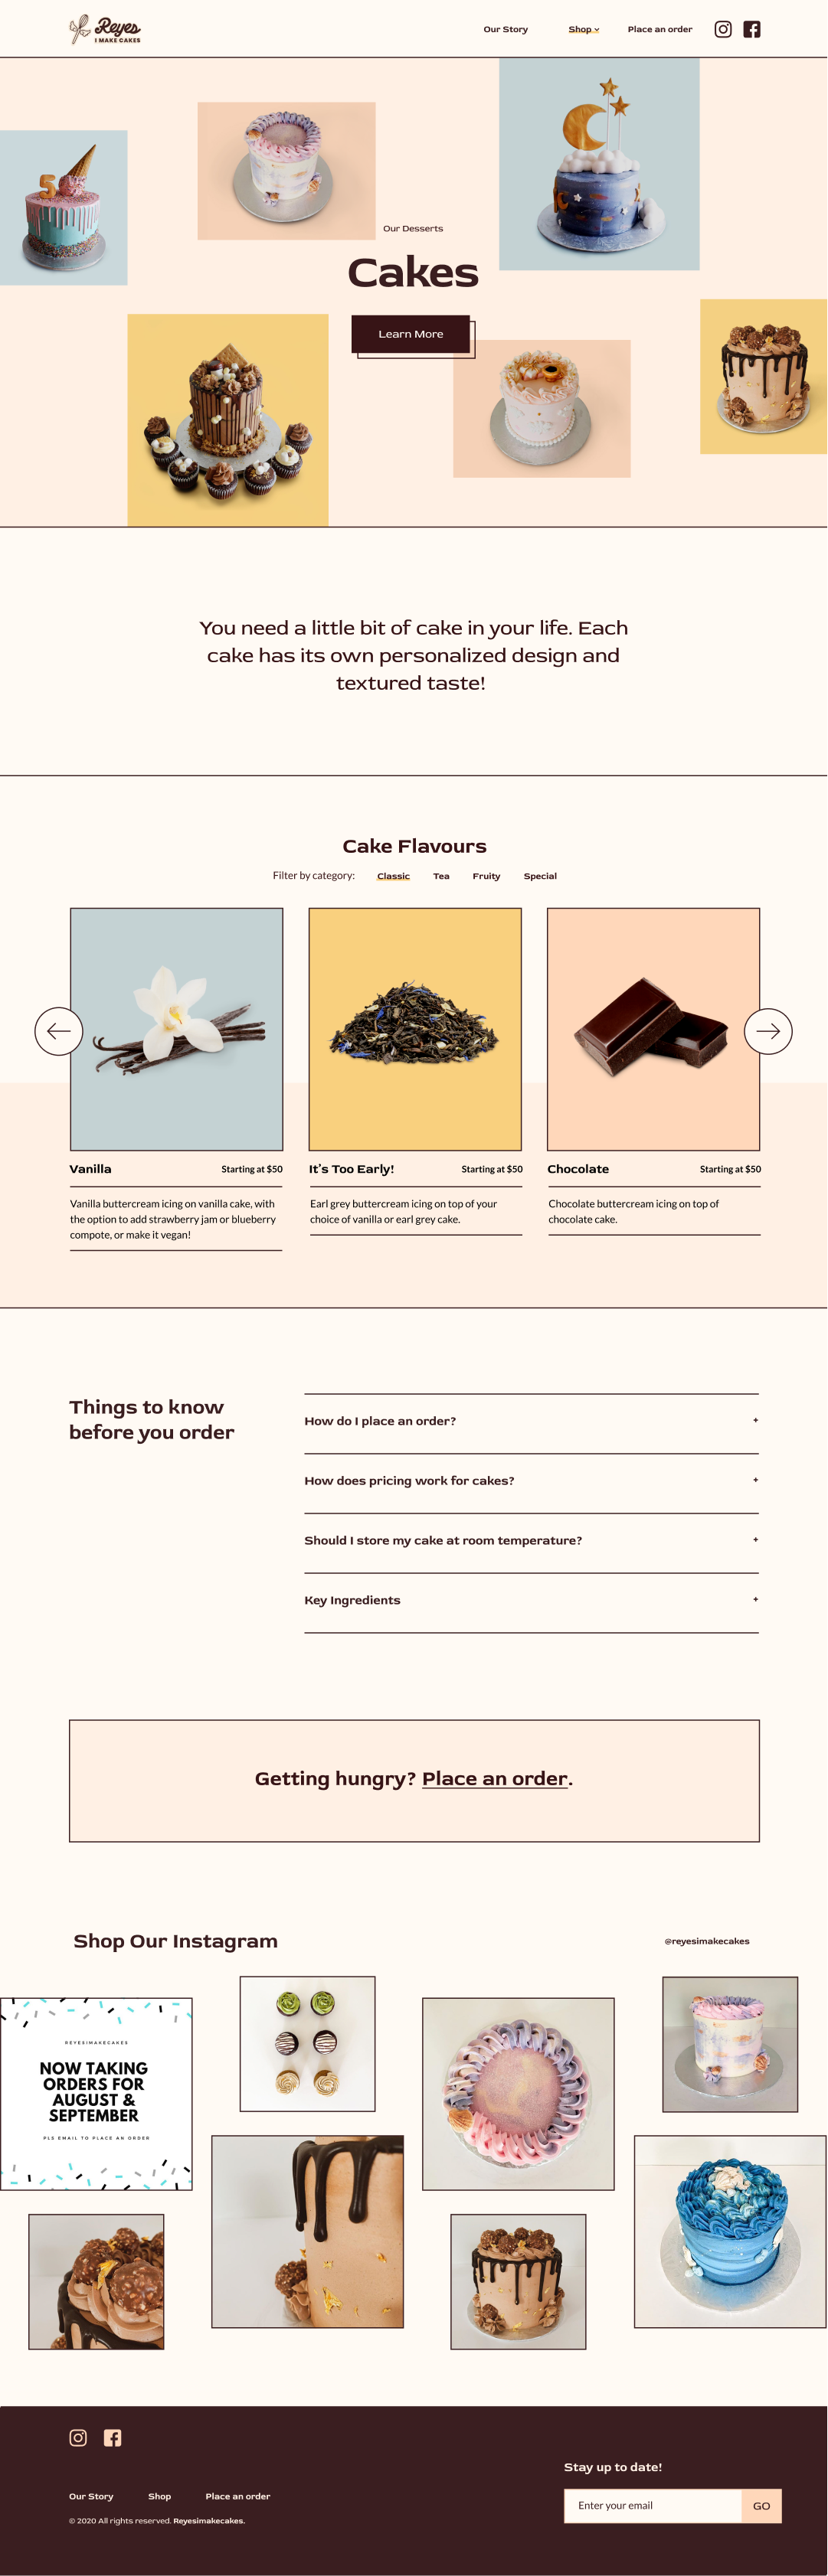 Reyes
I MAKE CAKES
Our Story
Shop
Place an order
5
Our Desserts
Cakes
Learn More
You need a little bit of cake in your life. Each
cake has its own personalized design and
textured taste!
Cake Flavours
Filter by category:
Classic
Tea
Fruity
Special
Vanilla
Starting at $50
Vanilla buttercream icing on vanilla cake, with
the option to add strawberry jam or blueberry
compote, or make it vegan!
It's Too Early!
Starting at $50
Earl grey buttercream icing on top of your
choice of vanilla or earl grey cake.
Chocolate
Starting at $50
Chocolate buttercream icing on top of
chocolate cake.
Things to know
before you order
How do I place an order?
+
How does pricing work for cakes?
+
Should I store my cake at room temperature?
+
Key Ingredients
+
Getting hungry? Place an order.
Shop Our Instagram
@reyesimakecakes
REYESIMAKECAKES
NOW TAKING
ORDERS FOR
AUGUST &
SEPTEMBER
PLS EMAIL TO PLACE AN ORDER
Our Story
Shop
Place an order
© 2020 All rights reserved. Reyesimakecakes.
Stay up to date!
Enter your email
GO